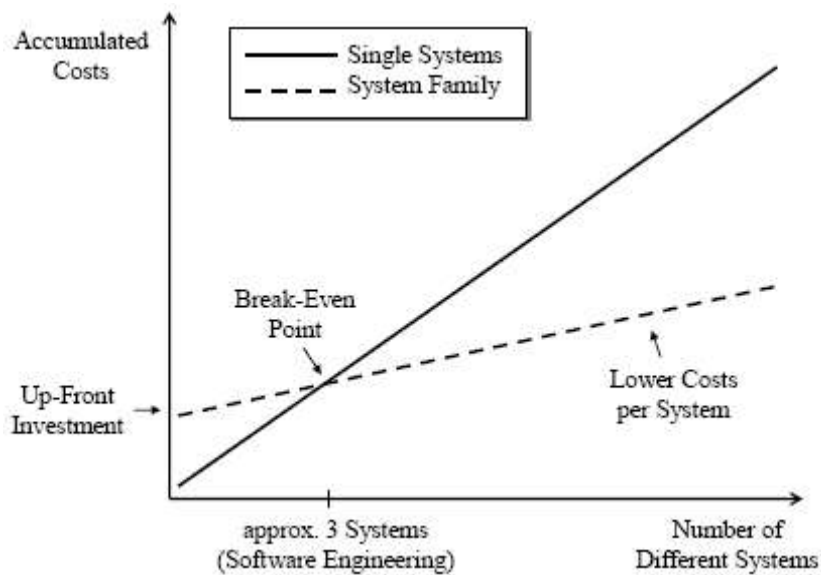 Accumulated
Costs
Single Systems
System Family
Break-Even
Point
Up-Front
Investment
Lower Costs
per System
approx. 3 Systems
(Software Engineering)
Number of
Different Systems